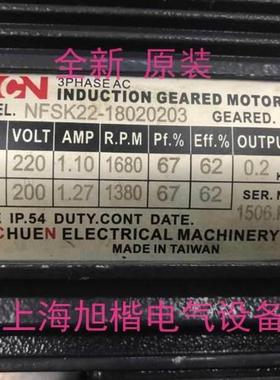 全新 原装
CN
3PHASE AC
INDUCTION GEARED MOTOR
EL. NFSK22-18020203 GEARED.
VOLT AMP R.P.M Pf.% Eff.% OUTPU
220 1.10 1680 67 62 0.2
200 1.27 1380 67 62
1506.
IP.54 DUTY.CONT DATE.
CHUEN ELECTRICAL MACHINERY
MADE IN TAIWAN
上海旭楷电气设备